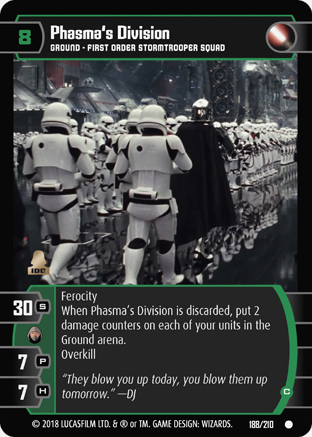 8
Phasma's Division
GROUND - FIRST ORDER STORMTROOPER SQUAD
IDC
30 S
7 P
7 H
Ferocity
When Phasma's Division is discarded, put 2
damage counters on each of your units in the
Ground arena.
Overkill
"They blow you up today, you blow them up
tomorrow." —DJ
C
© 2018 LUCASFILM LTD. & ® OR TM. GAME DESIGN: WIZARDS.
188/210